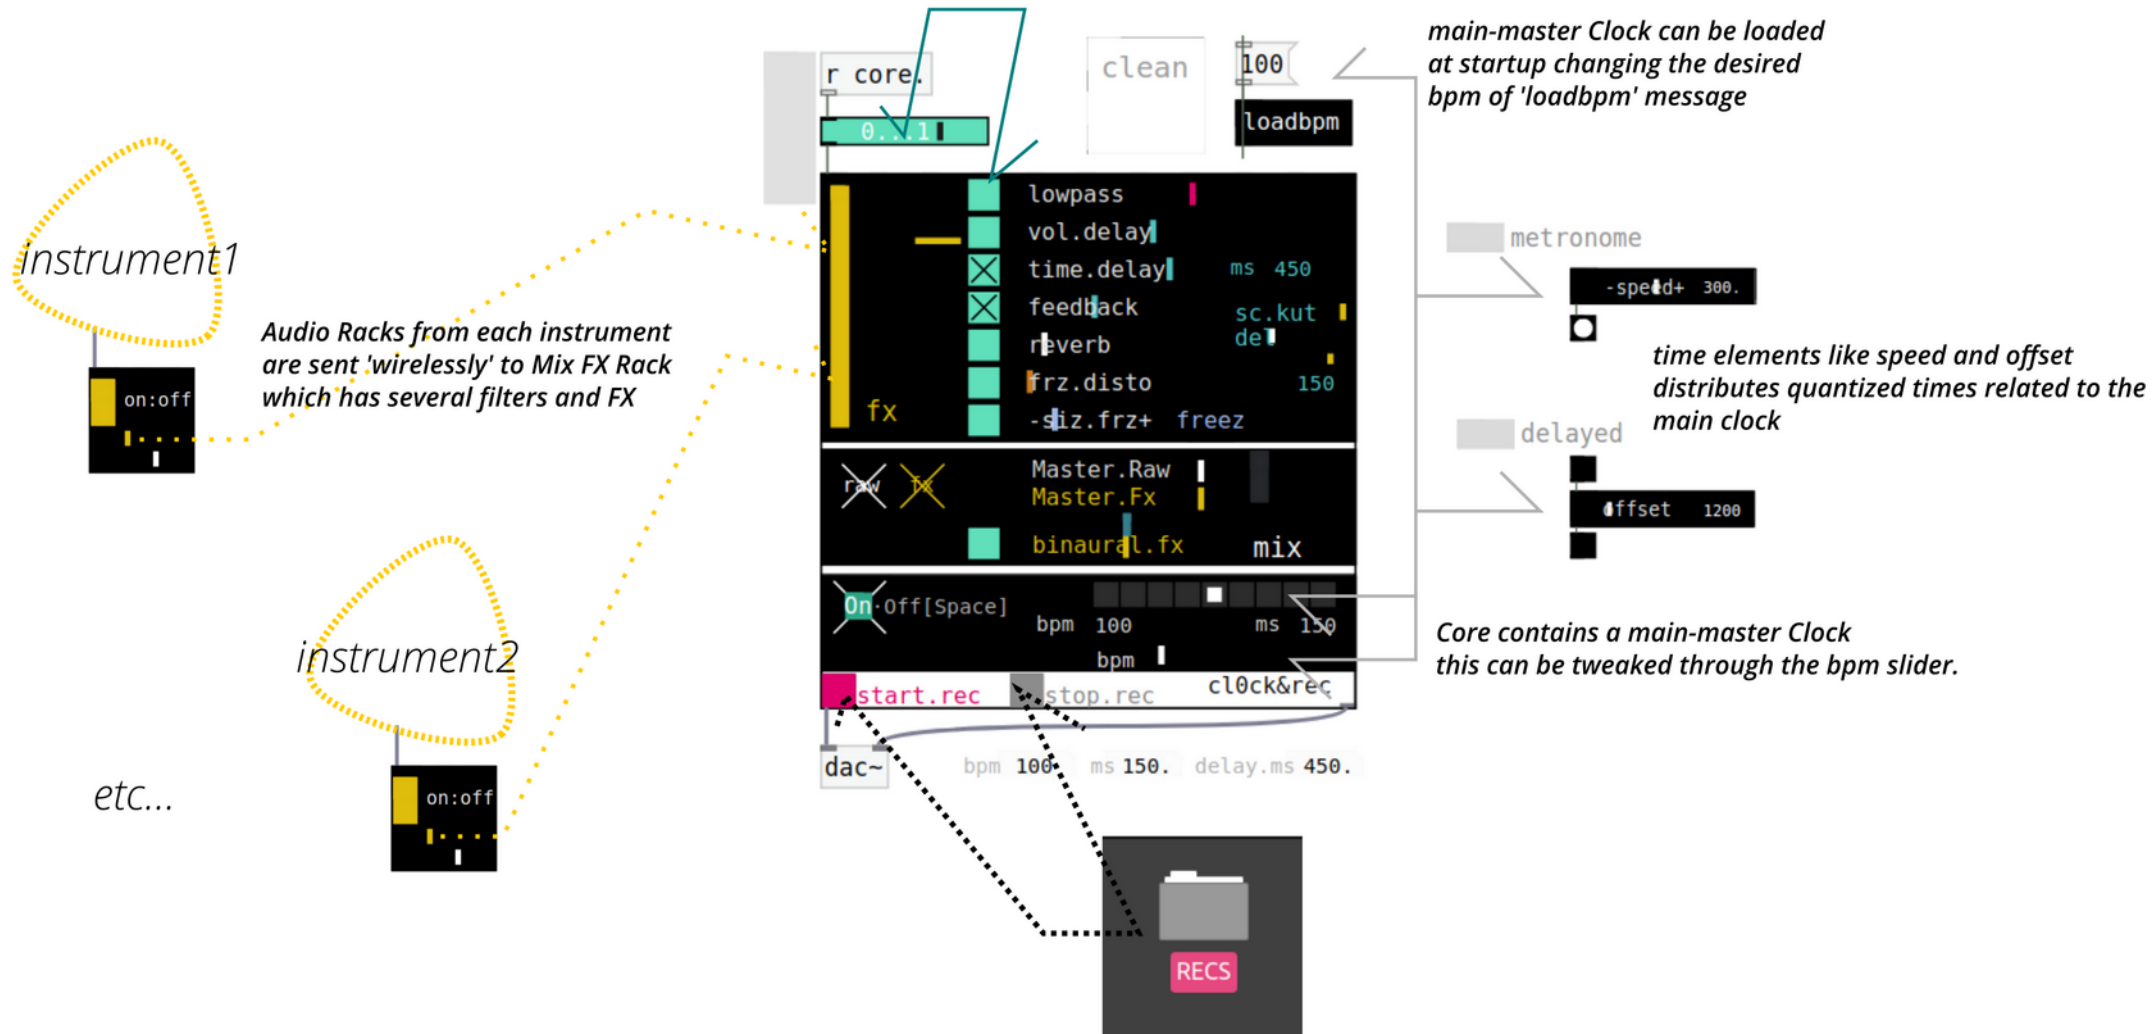 main-master Clock can be loaded
at startup changing the desired
bpm of 'loadbpm' message
r core.
clean
100
0...1
loadbpm
lowpass
vol.delay
time.delay
ms 450
feedback
sc.kut
del
reverb
frz.disto
150
fx
-siz.frz+ freez
metronome
-speed+ 300.
instrument1
Audio Racks from each instrument
are sent 'wirelessly' to Mix FX Rack
which has several filters and FX
on:off
time elements like speed and offset
distributes quantized times related to the
main clock
delayed
offset 1200
raw fx
Master.Raw
Master.Fx
binaural.fx
mix
On·Off[Space]
bpm 100 ms 150
bpm
start.rec stop.rec cl0ck&rec
Core contains a main-master Clock
this can be tweaked through the bpm slider.
instrument2
on:off
etc...
dac~
bpm 100 ms 150. delay.ms 450.
RECS